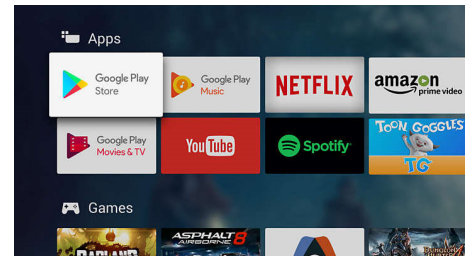 Apps
Google Play
Store
Google Play
Music
NETFLIX
amazon
prime video
Google Play
Movies & TV
YouTube
Spotify
TOON GOGGLES
TG
Games
BADLAND
ASPHALT 8
AIRBORNE